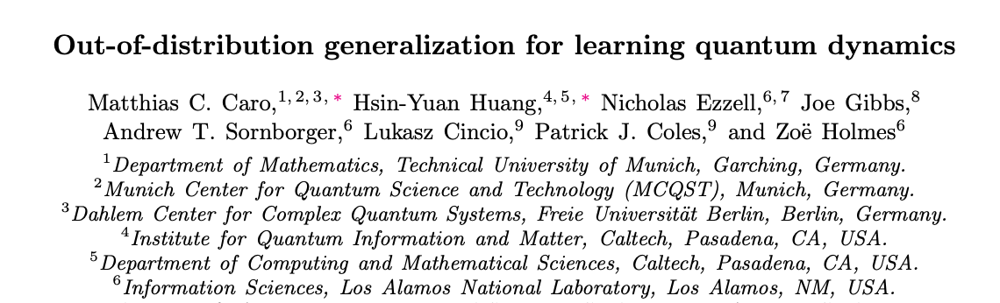 Out-of-distribution generalization for learning quantum dynamics
Matthias C. Caro,1, 2, 3, * Hsin-Yuan Huang,4, 5, * Nicholas Ezzell,6, 7 Joe Gibbs,8
Andrew T. Sornborger,6 Lukasz Cincio,9 Patrick J. Coles,9 and Zoë Holmes6
1Department of Mathematics, Technical University of Munich, Garching, Germany.
2Munich Center for Quantum Science and Technology (MCQST), Munich, Germany.
3Dahlem Center for Complex Quantum Systems, Freie Universität Berlin, Berlin, Germany.
4Institute for Quantum Information and Matter, Caltech, Pasadena, CA, USA.
5Department of Computing and Mathematical Sciences, Caltech, Pasadena, CA, USA.
6Information Sciences, Los Alamos National Laboratory, Los Alamos, NM, USA.